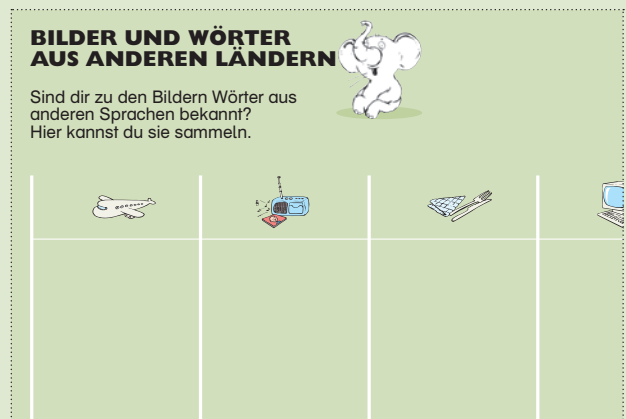 BILDER UND WÖRTER
AUS ANDEREN LÄNDERN
Sind dir zu den Bildern Wörter aus
anderen Sprachen bekannt?
Hier kannst du sie sammeln.